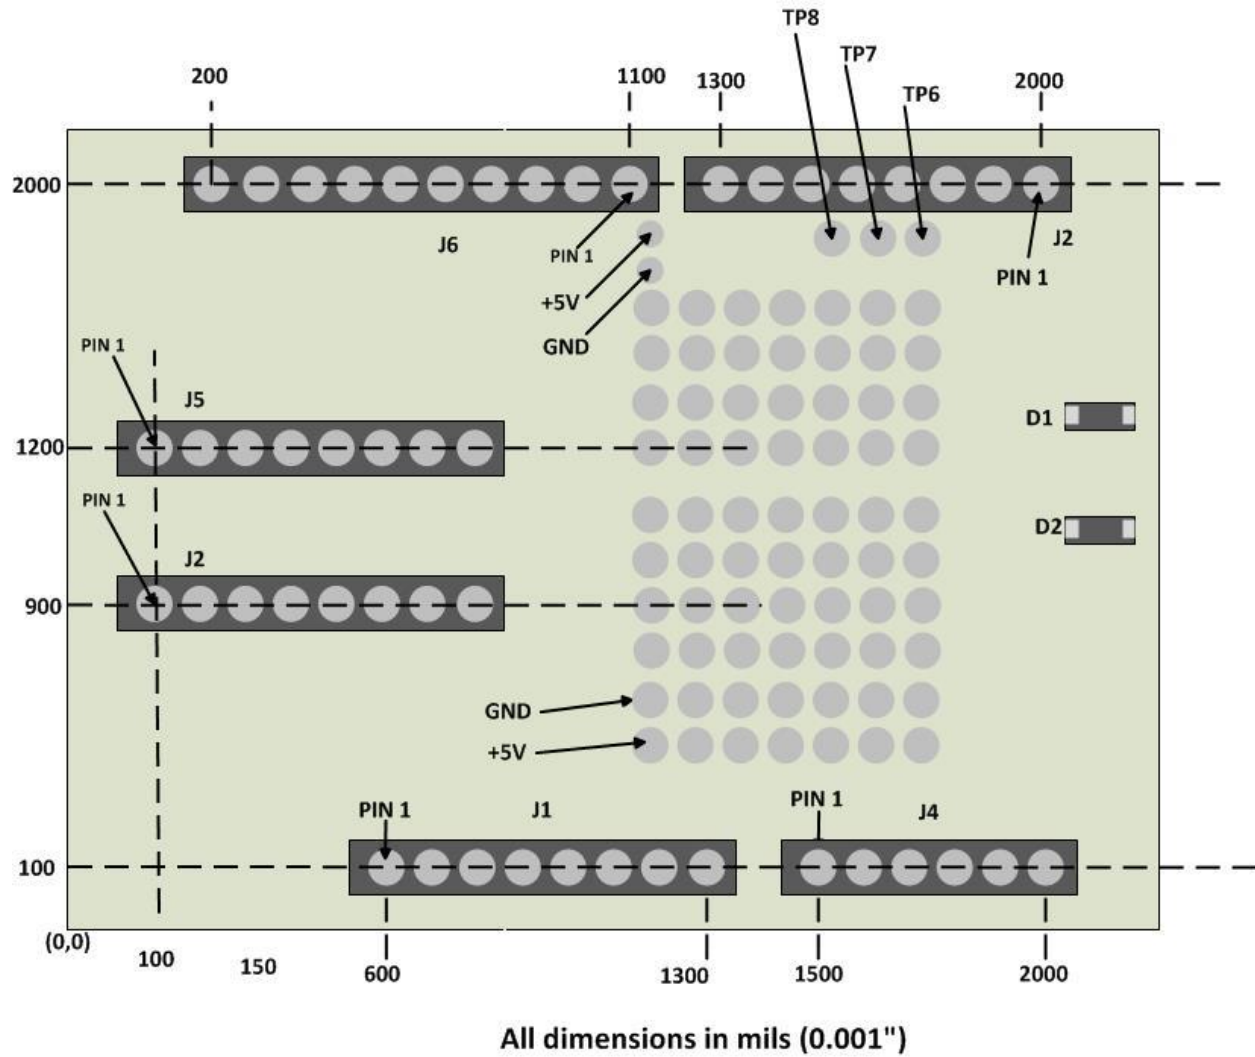 TP8
TP7
200
1100
1300
2000
TP6
2000
J6
PIN 1
J2
PIN 1
+5V
GND
PIN 1
J5
D1
1200
PIN 1
D2
J2
900
GND
+5V
PIN 1
J1
PIN 1
J4
100
(0,0)
100
150
600
1300
1500
2000
All dimensions in mils (0.001")